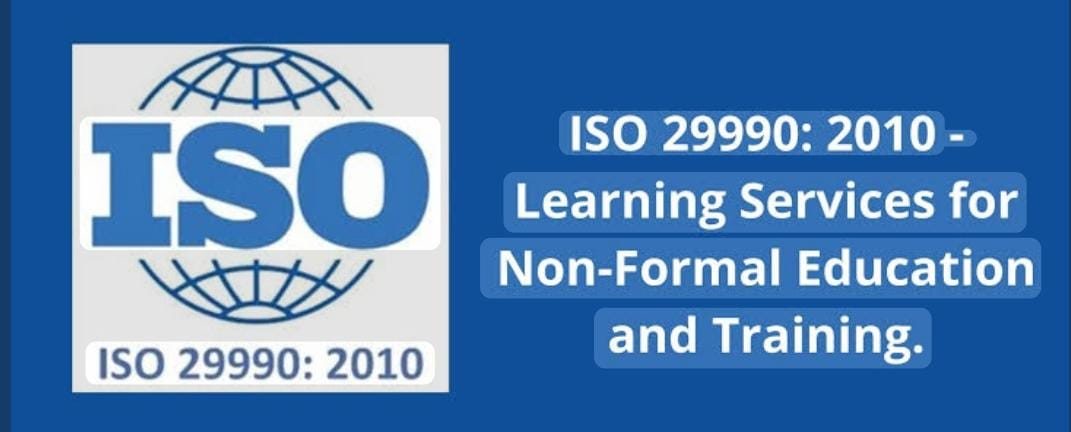 ISO
ISO 29990: 2010
ISO 29990: 2010 -
Learning Services for
Non-Formal Education
and Training.